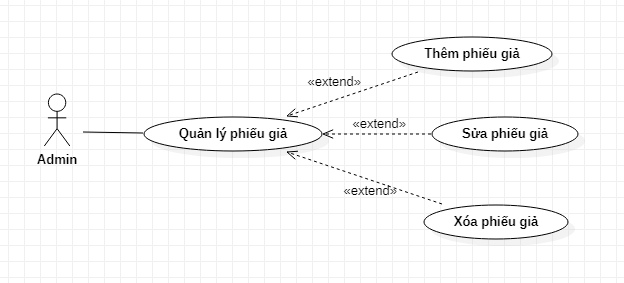 Thêm phiếu giả
«extend»
Quản lý phiếu giả
«extend»
Sửa phiếu giả
Admin
«extend»
Xóa phiếu giả